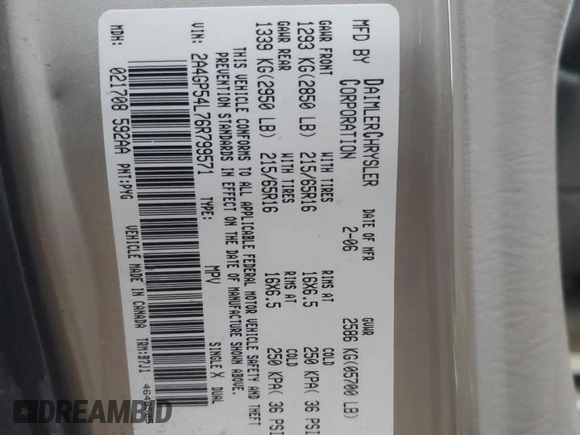 MFD BY DAIMLERCHRYSLER CORPORATION
DATE OF MFR 2-06
GVWR 2586 KG(05700 LB)
GAWR FRONT WITH TIRES RIMS AT COLD
1293 KG(2850 LB) 215/65R16 16X6.5 250 KPA( 36 PSI
GAWR REAR WITH TIRES RIMS AT COLD
1339 KG(2950 LB) 215/65R16 16X6.5 250 KPA( 36 PSI
THIS VEHICLE CONFORMS TO ALL APPLICABLE FEDERAL MOTOR VEHICLE SAFETY AND THEFT
PREVENTION STANDARDS IN EFFECT ON THE DATE OF MANUFACTURE SHOWN ABOVE.
2A4GP54L76R799571 TYPE: MPV SINGLE X DUAL
MDH: 021708 592AA PNT:PYG VEHICLE MADE IN CANADA TRM:B7J1
DREAMBID